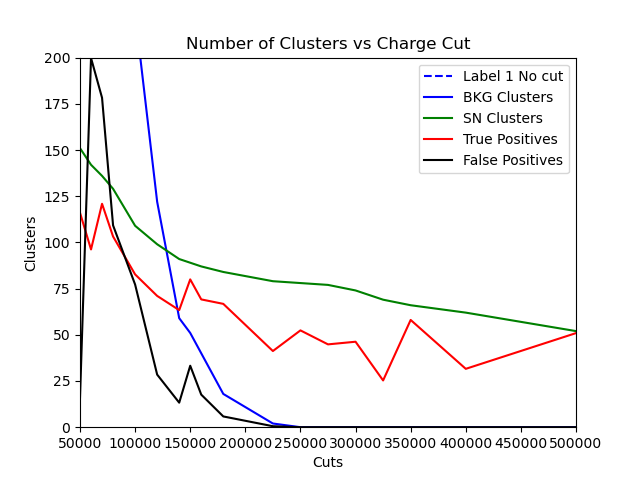 Number of Clusters vs Charge Cut
Label 1 No cut
BKG Clusters
SN Clusters
True Positives
False Positives
200
175
150
125
100
75
50
25
0
Clusters
50000 100000 150000 200000 250000 300000 350000 400000 450000 500000
Cuts